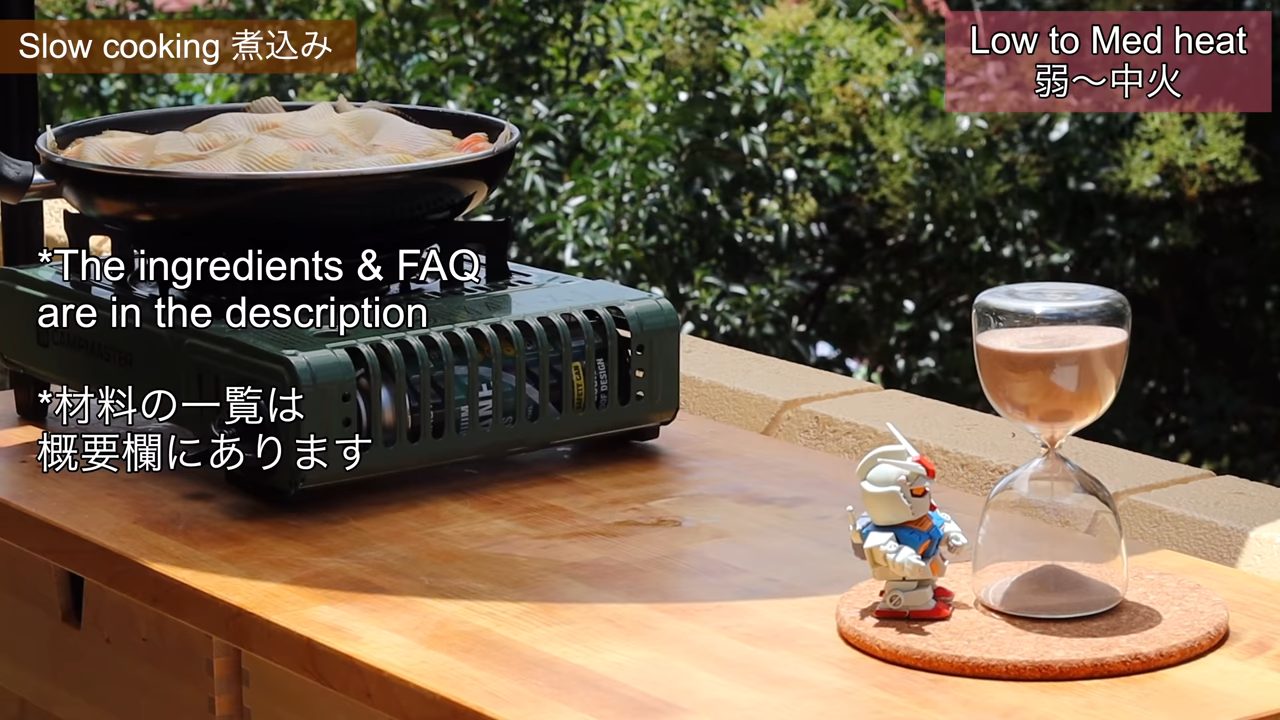 Slow cooking 煮込み
Low to Med heat
弱〜中火
*The ingredients & FAQ
are in the description
*材料の一覧は
概要欄にあります
CAMPMASTER